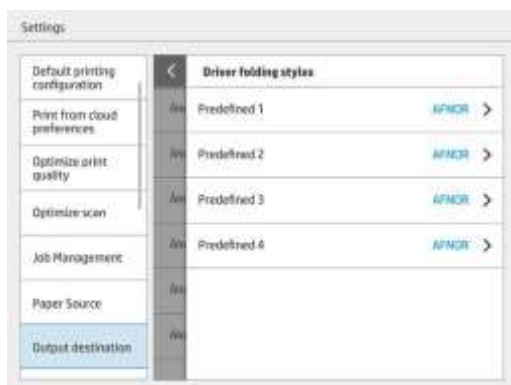 Settings
Default printing
configuration
Print from cloud
preferences
Optimize print
quality
Optimize scan
Job Management
Paper Source
Output destination
Driver folding styles
Predefined 1 AFNOR
Predefined 2 AFNOR
Predefined 3 AFNOR
Predefined 4 AFNOR